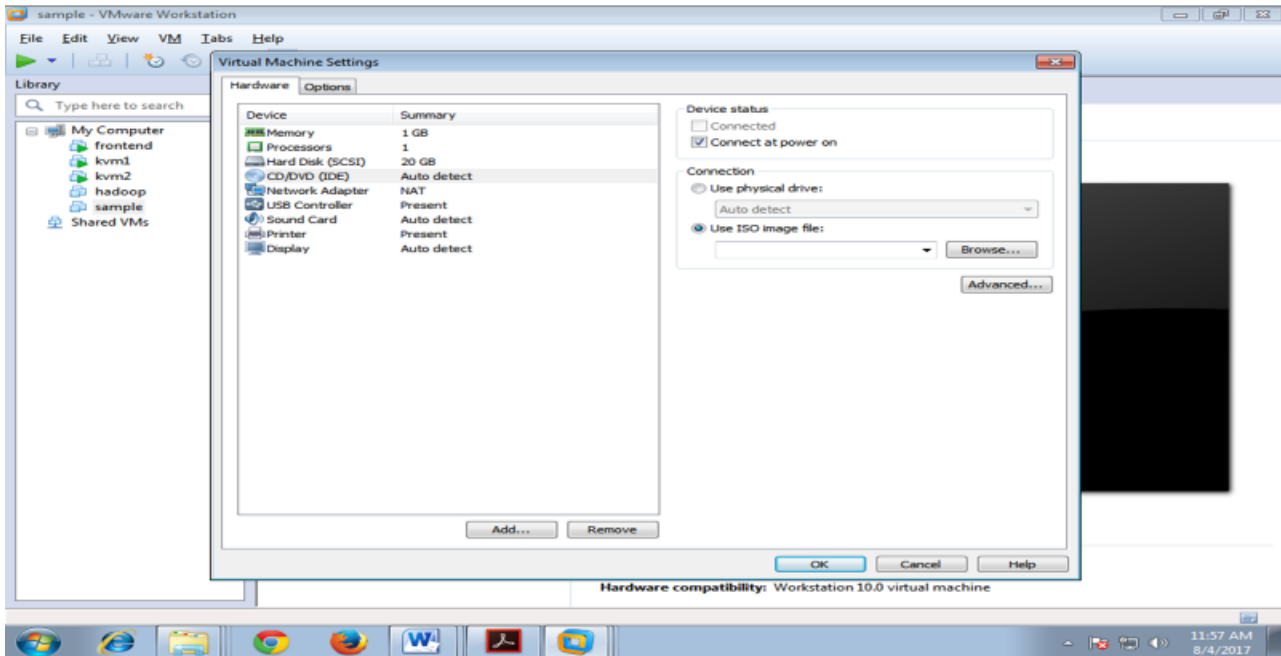 sample - VMware Workstation
File Edit View VM Tabs Help
Library
Type here to search
My Computer
frontend
kvm1
kvm2
hadoop
sample
Shared VMs
Virtual Machine Settings
Hardware Options
Device Summary
Memory 1 GB
Processors 1
Hard Disk (SCSI) 20 GB
CD/DVD (IDE) Auto detect
Network Adapter NAT
USB Controller Present
Sound Card Auto detect
Printer Present
Display Auto detect
Add... Remove
Device status
Connected
Connect at power on
Connection
Use physical drive:
Auto detect
Use ISO image file:
Browse...
Advanced...
OK Cancel Help
Hardware compatibility: Workstation 10.0 virtual machine
11:57 AM
8/4/2017